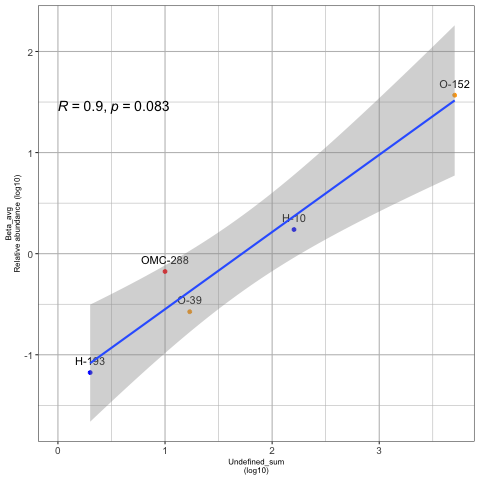 Beta_avg
Relative abundance (log10)
2
1
0
-1
R = 0.9, p = 0.083
O-152
H-10
OMC-288
O-39
H-193
0
1
2
3
Undefined_sum
(log10)